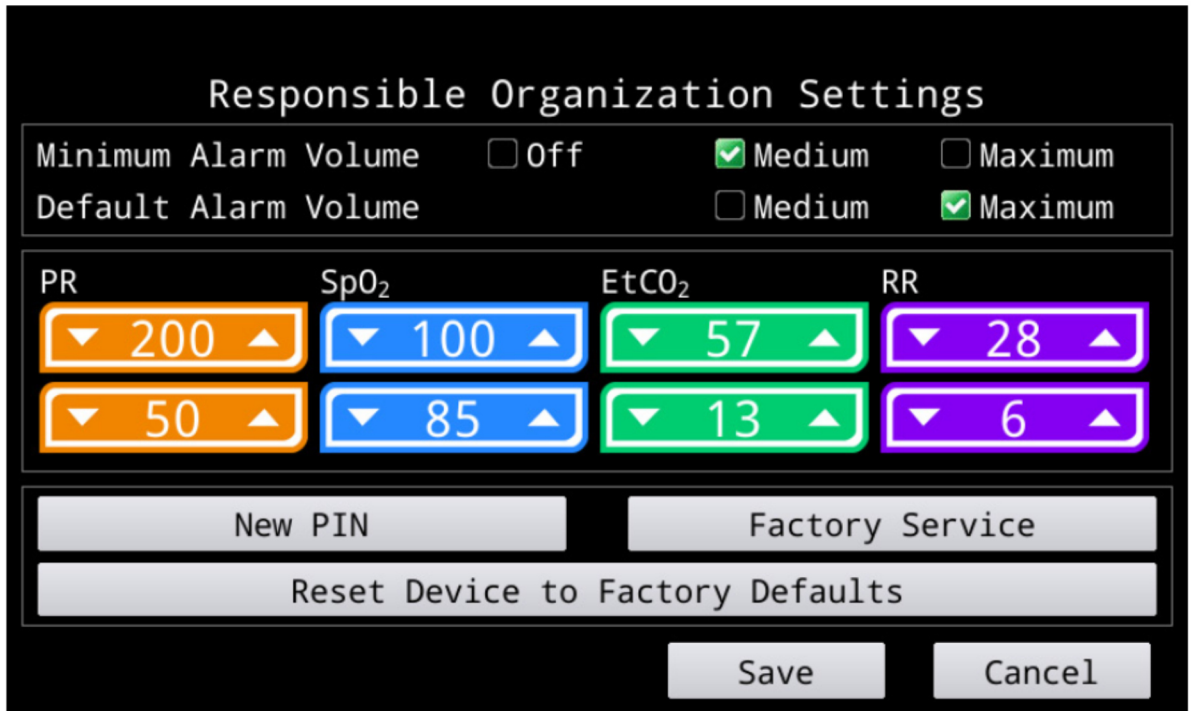 Responsible Organization Settings
Minimum Alarm Volume Off Medium Maximum
Default Alarm Volume Medium Maximum
PR SpO₂ EtCO₂ RR
200 100 57 28
50 85 13 6
New PIN Factory Service
Reset Device to Factory Defaults
Save Cancel